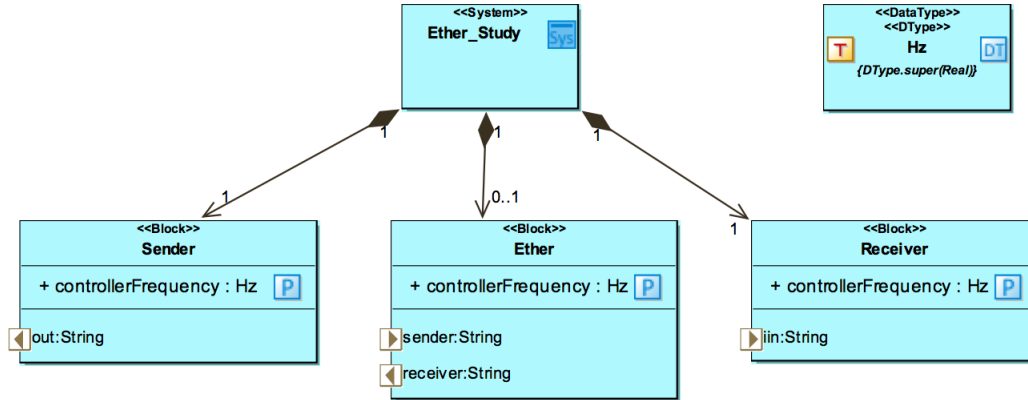 <<System>>
Ether_Study
Sys
<<DataType>>
<<DType>>
T
Hz
DT
{DType.super(Real)}
1
1
1
1
0..1
1
<<Block>>
Sender
+ controllerFrequency : Hz P
out:String
<<Block>>
Ether
+ controllerFrequency : Hz P
sender:String
receiver:String
<<Block>>
Receiver
+ controllerFrequency : Hz P
iin:String